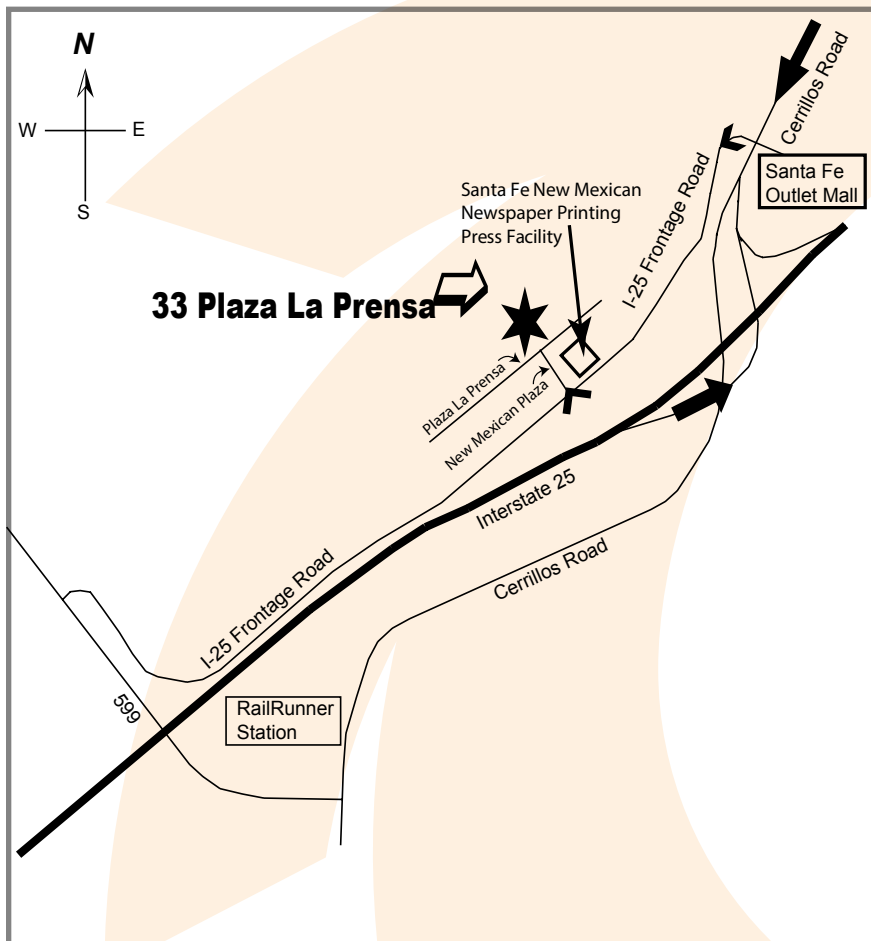 N
W
E
S
Cerrillos Road
Santa Fe
Outlet Mall
I-25 Frontage Road
Santa Fe New Mexican
Newspaper Printing
Press Facility
33 Plaza La Prensa
Plaza La Prensa
New Mexican Plaza
Interstate 25
Cerrillos Road
I-25 Frontage Road
599
RailRunner
Station